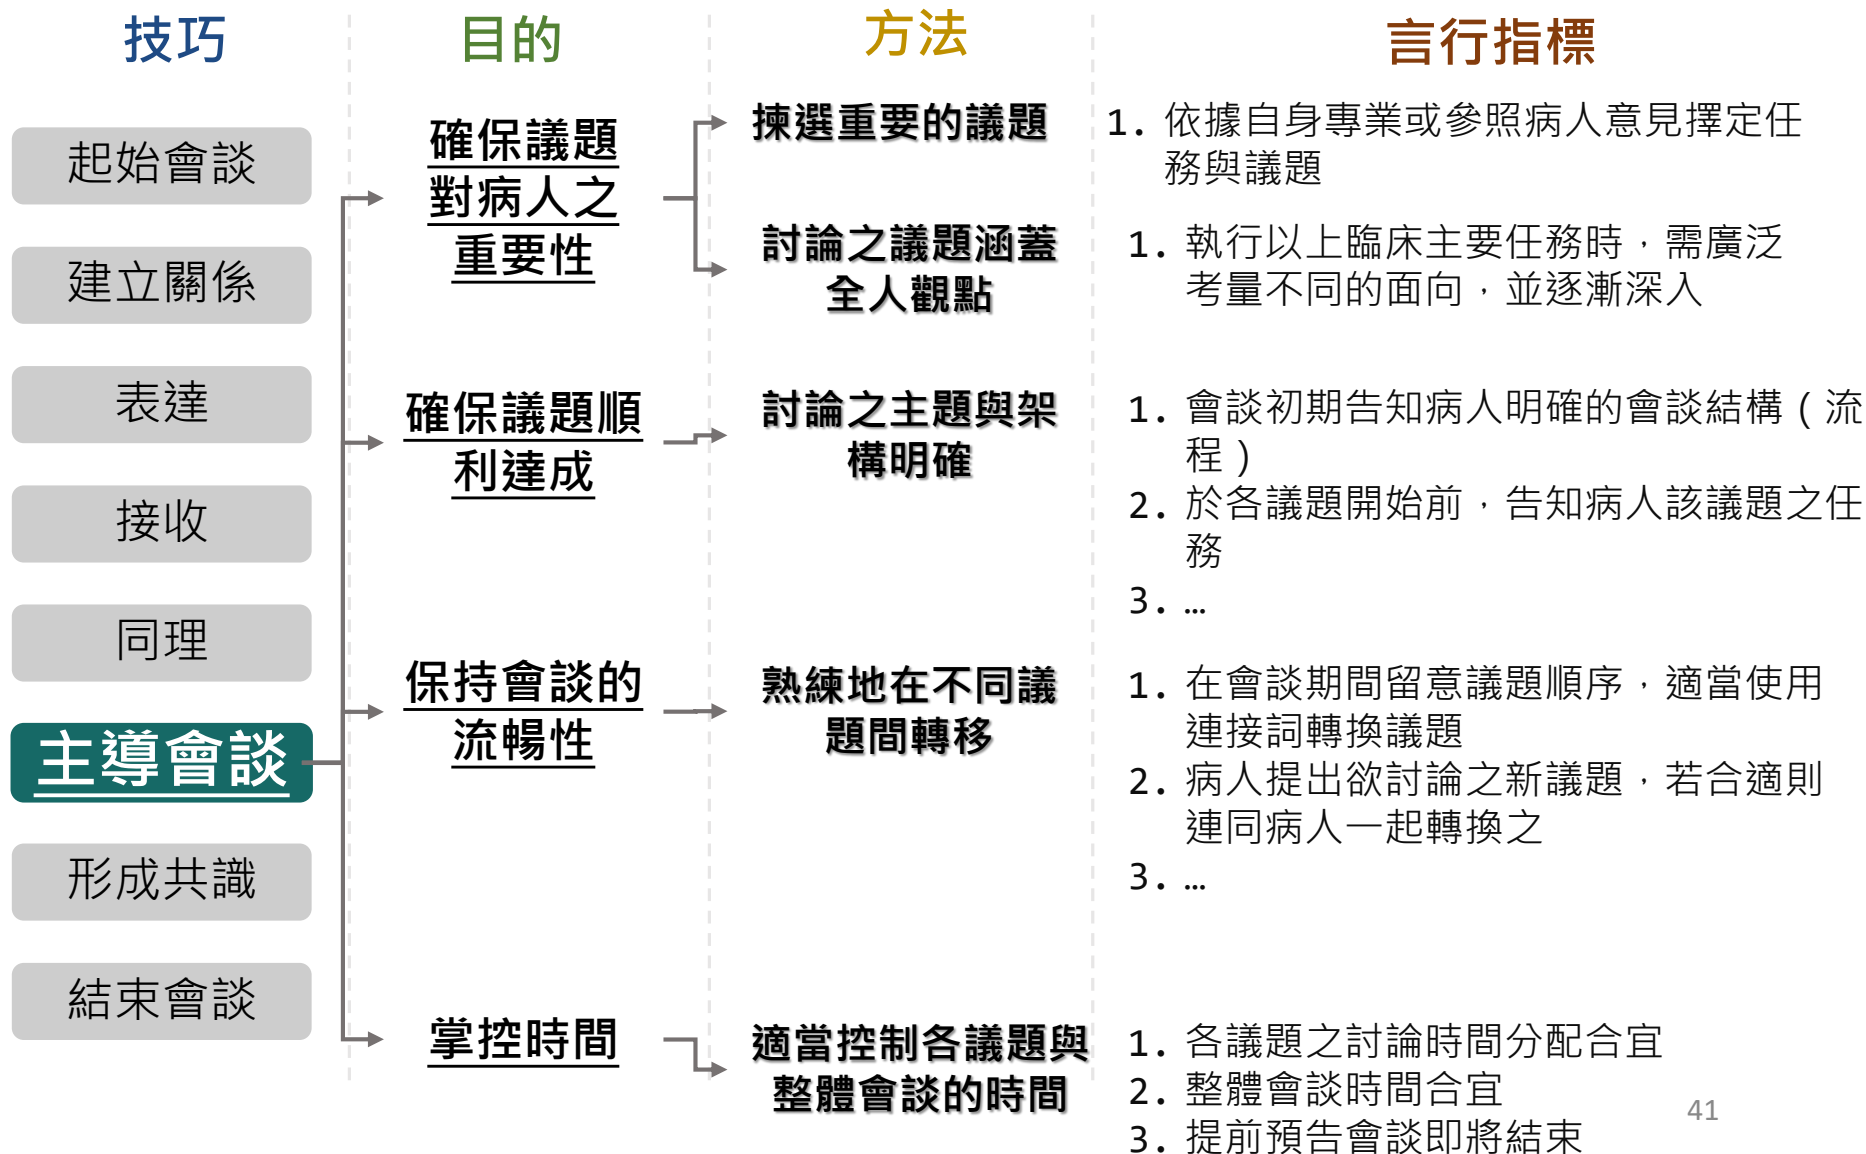 技巧
目的
方法
言行指標
起始會談
建立關係
表達
接收
同理
主導會談
形成共識
結束會談
確保議題
對病人之
重要性
揀選重要的議題
1. 依據自身專業或參照病人意見擇定任
務與議題
討論之議題涵蓋
全人觀點
1. 執行以上臨床主要任務時，需廣泛
考量不同的面向，並逐漸深入
確保議題順
利達成
討論之主題與架
構明確
1. 會談初期告知病人明確的會談結構（流
程）
2. 於各議題開始前，告知病人該議題之任
務
3. …
保持會談的
流暢性
熟練地在不同議
題間轉移
1. 在會談期間留意議題順序，適當使用
連接詞轉換議題
2. 病人提出欲討論之新議題，若合適則
連同病人一起轉換之
3. …
掌控時間
適當控制各議題與
整體會談的時間
1. 各議題之討論時間分配合宜
2. 整體會談時間合宜
3. 提前預告會談即將結束
41